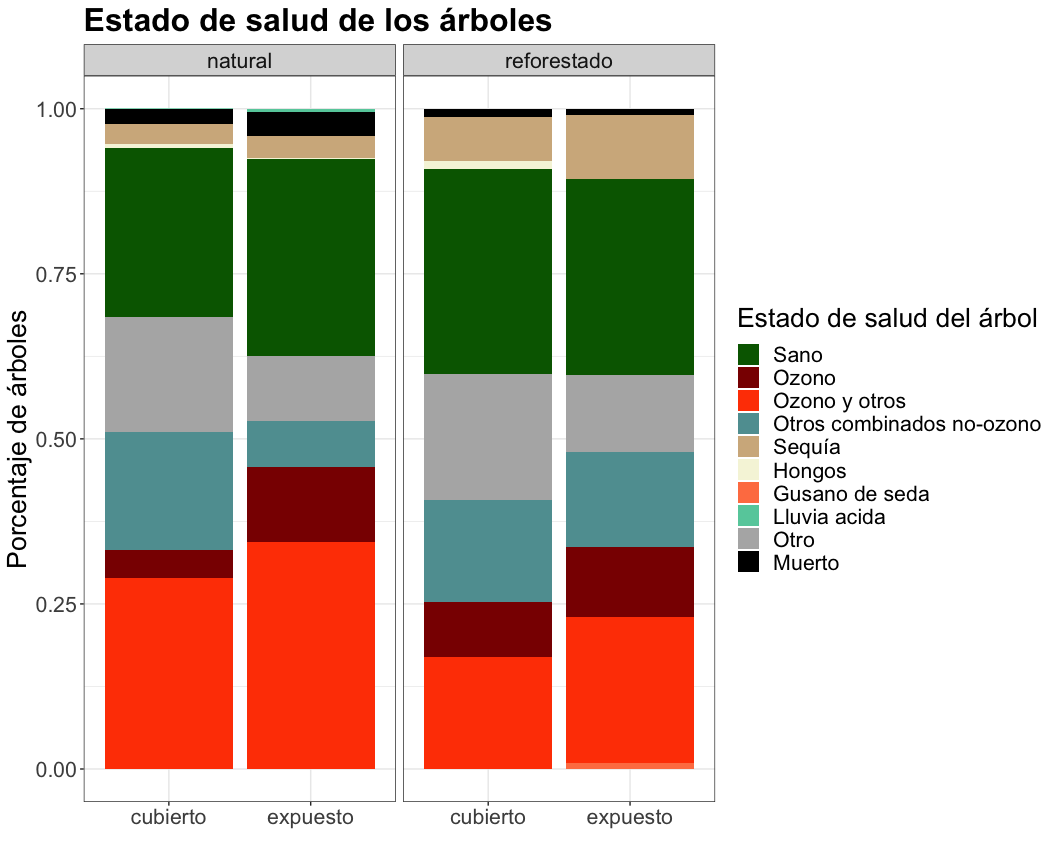 Estado de salud de los árboles
natural
reforestado
Porcentaje de árboles
1.00
0.75
0.50
0.25
0.00
cubierto
expuesto
cubierto
expuesto
Estado de salud del árbol
Sano
Ozono
Ozono y otros
Otros combinados no-ozono
Sequía
Hongos
Gusano de seda
Lluvia acida
Otro
Muerto